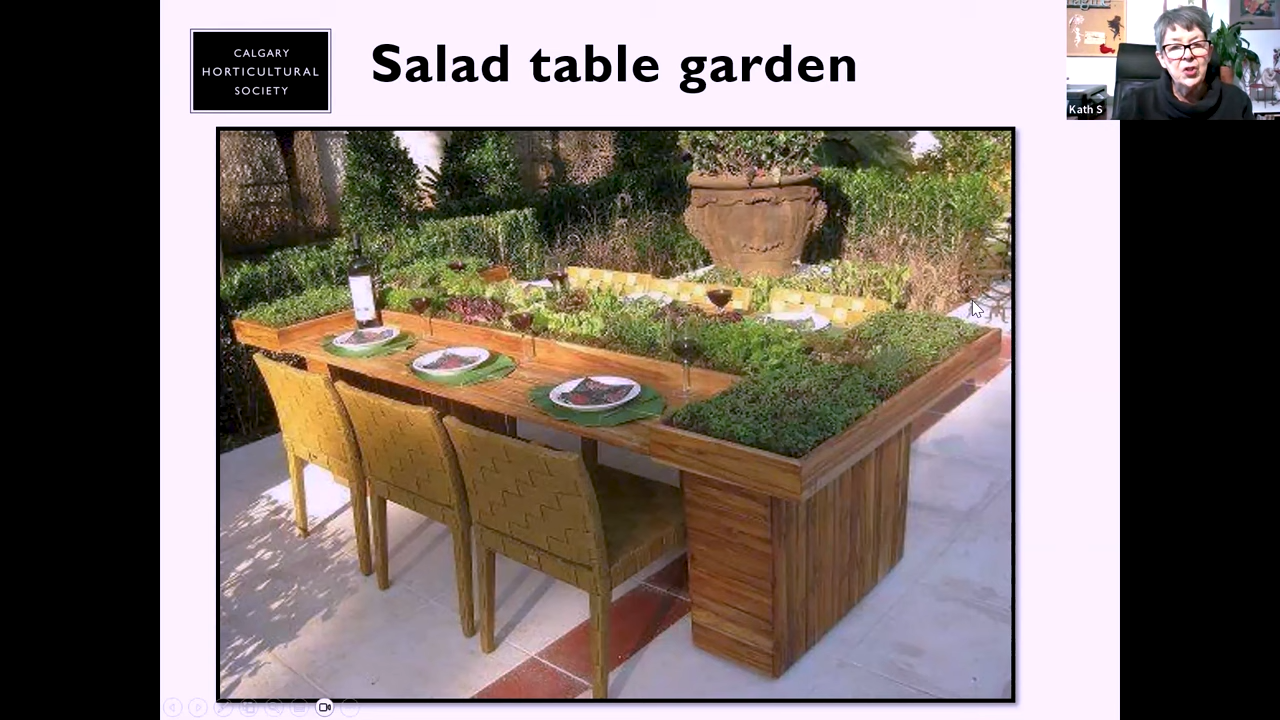 CALGARY
HORTICULTURAL
SOCIETY
Salad table garden
Kath S